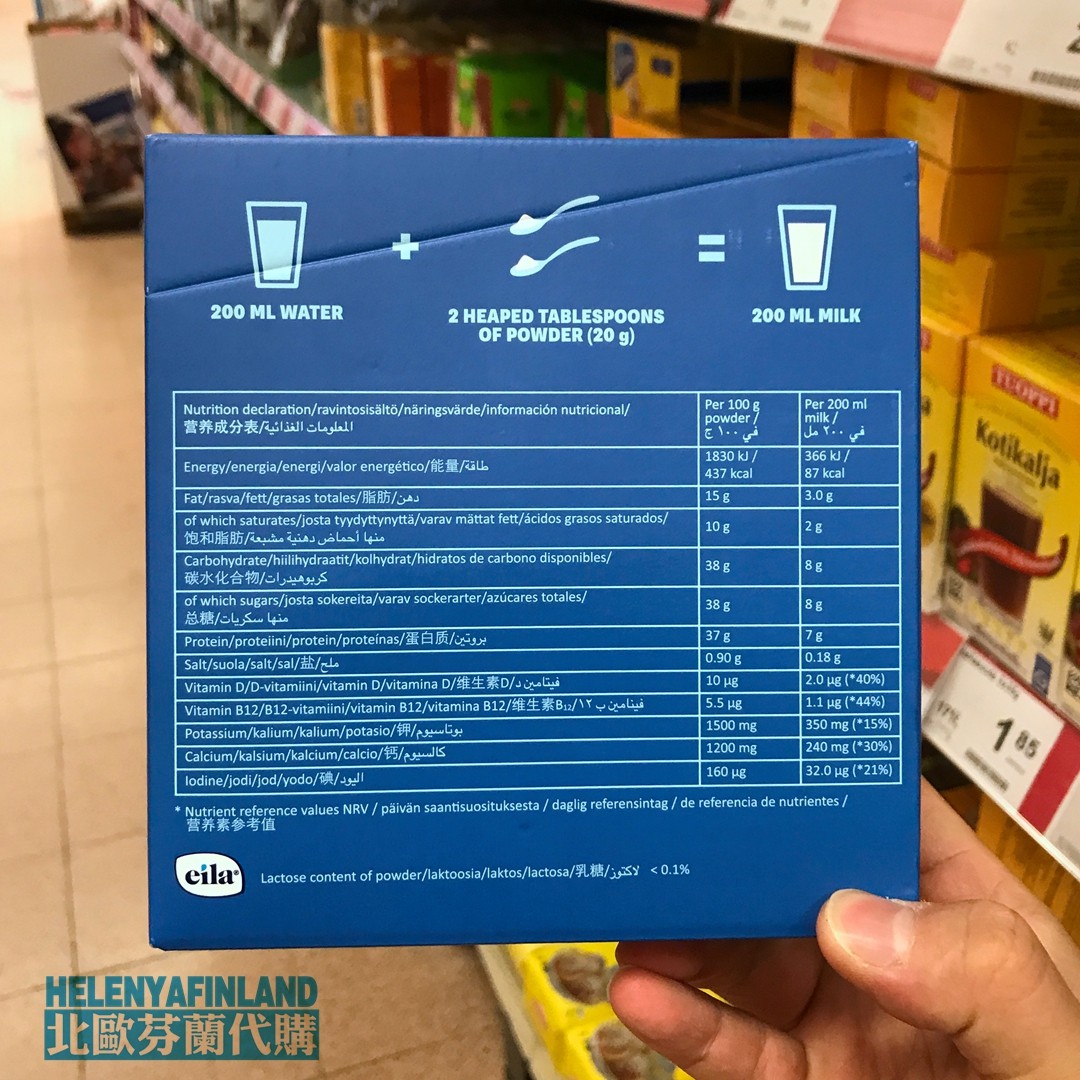 200 ML WATER
+
2 HEAPED TABLESPOONS
OF POWDER (20 g)
=
200 ML MILK
Nutrition declaration/ravintosisältö/näringsvärde/información nutricional/
营养成分表/المعلومات الغذائية
Per 100 g
powder /
في ١٠٠ ج
Per 200 ml
milk /
في ٢٠٠ مل
Energy/energia/energi/valor energético/能量/طاقة
1830 kJ /
437 kcal
366 kJ /
87 kcal
Fat/rasva/fett/grasas totales/脂肪/دهن
15 g
3.0 g
of which saturates/josta tyydyttynyttä/varav mättat fett/ácidos grasos saturados/
饱和脂肪/منها أحماض دهنية مشبعة
10 g
2 g
Carbohydrate/hiilihydraatit/kolhydrat/hidratos de carbono disponibles/
碳水化合物/كربوهيدرات
38 g
8 g
of which sugars/josta sokereita/varav sockerarter/azúcares totales/
总糖/منها سكريات
38 g
8 g
Protein/proteiini/protein/proteínas/蛋白质/بروتين
37 g
7 g
Salt/suola/salt/sal/盐/ملح
0.90 g
0.18 g
Vitamin D/D-vitamiini/vitamin D/vitamina D/维生素D/فيتامين د
10 µg
2.0 µg (*40%)
Vitamin B12/B12-vitamiini/vitamin B12/vitamina B12/维生素B₁₂/فيتامين ب ١٢
5.5 µg
1.1 µg (*44%)
Potassium/kalium/kalium/potasio/钾/بوتاسيوم
1500 mg
350 mg (*15%)
Calcium/kalsium/kalcium/calcio/钙/كالسيوم
1200 mg
240 mg (*30%)
Iodine/jodi/jod/yodo/碘/اليود
160 µg
32.0 µg (*21%)
* Nutrient reference values NRV / päivän saantisuosituksesta / daglig referensintag / de referencia de nutrientes /
营养素参考值
eila®
Lactose content of powder/laktoosia/laktos/lactosa/乳糖/لاكتوز < 0.1%
TUOPPI
TUOPPI
Kotikalja
1 85
HELENYAFINLAND
北歐芬蘭代購